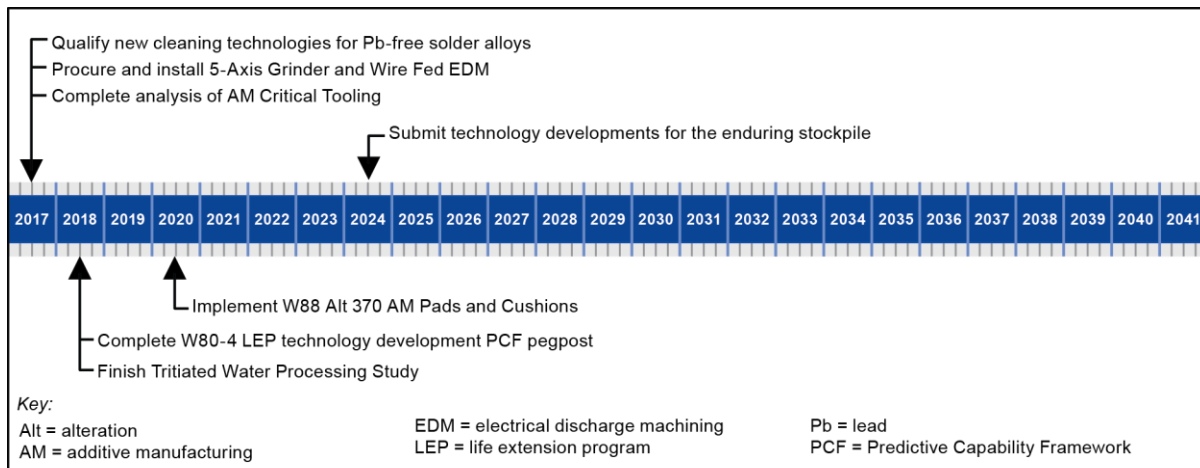 Qualify new cleaning technologies for Pb-free solder alloys
Procure and install 5-Axis Grinder and Wire Fed EDM
Complete analysis of AM Critical Tooling
Submit technology developments for the enduring stockpile
2017 2018 2019 2020 2021 2022 2023 2024 2025 2026 2027 2028 2029 2030 2031 2032 2033 2034 2035 2036 2037 2038 2039 2040 2041
Implement W88 Alt 370 AM Pads and Cushions
Complete W80-4 LEP technology development PCF pegpost
Finish Tritiated Water Processing Study
Key:
Alt = alteration
AM = additive manufacturing
EDM = electrical discharge machining
LEP = life extension program
Pb = lead
PCF = Predictive Capability Framework